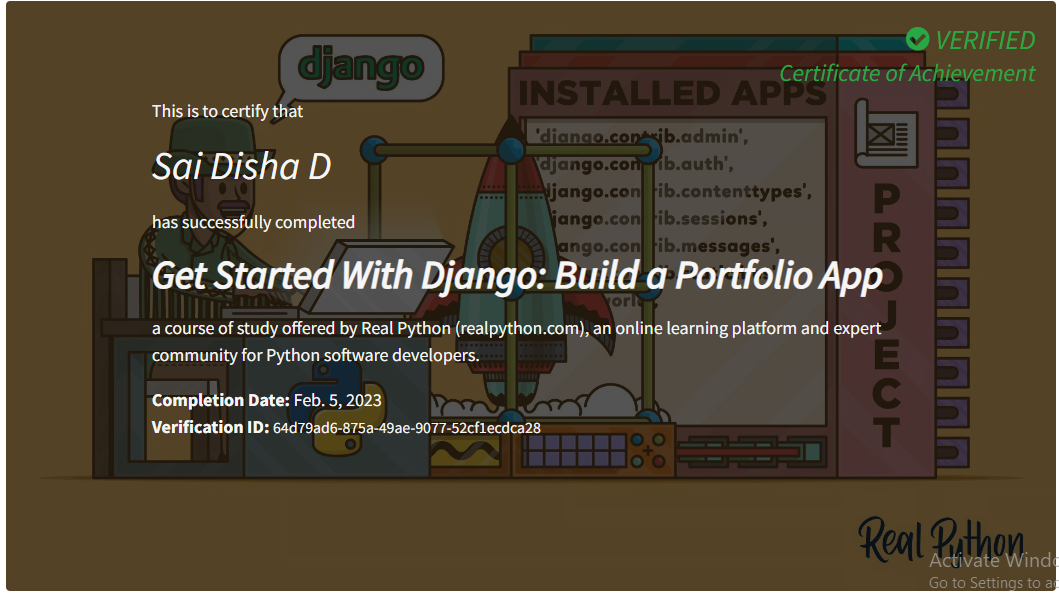 VERIFIED
Certificate of Achievement
django
INSTALLED APPS
This is to certify that
'django.contrib.admin',
Sai Disha D
'django.contrib.auth',
'django.contrib.contenttypes',
has successfully completed
'django.contrib.sessions',
'django.contrib.messages',
PROJECT
Get Started With Django: Build a Portfolio App
a course of study offered by Real Python (realpython.com), an online learning platform and expert
community for Python software developers.
Completion Date: Feb. 5, 2023
Verification ID: 64d79ad6-875a-49ae-9077-52cf1ecdca28
Real Python
Activate Windo
Go to Settings to ac